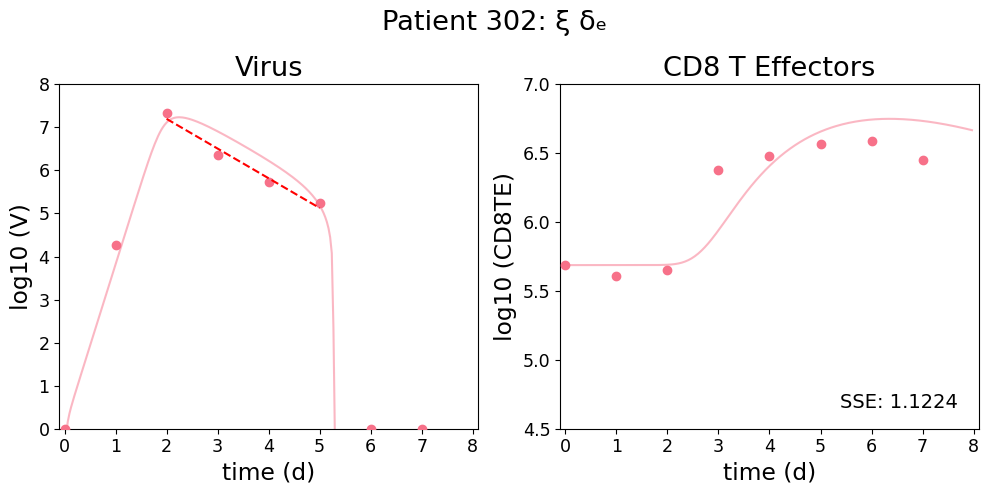 Patient 302: ξ δₑ
Virus
CD8 T Effectors
log10 (V)
8
7
6
5
4
3
2
1
0
0 1 2 3 4 5 6 7 8
time (d)
log10 (CD8TE)
7.0
6.5
6.0
5.5
5.0
4.5
SSE: 1.1224
0 1 2 3 4 5 6 7 8
time (d)